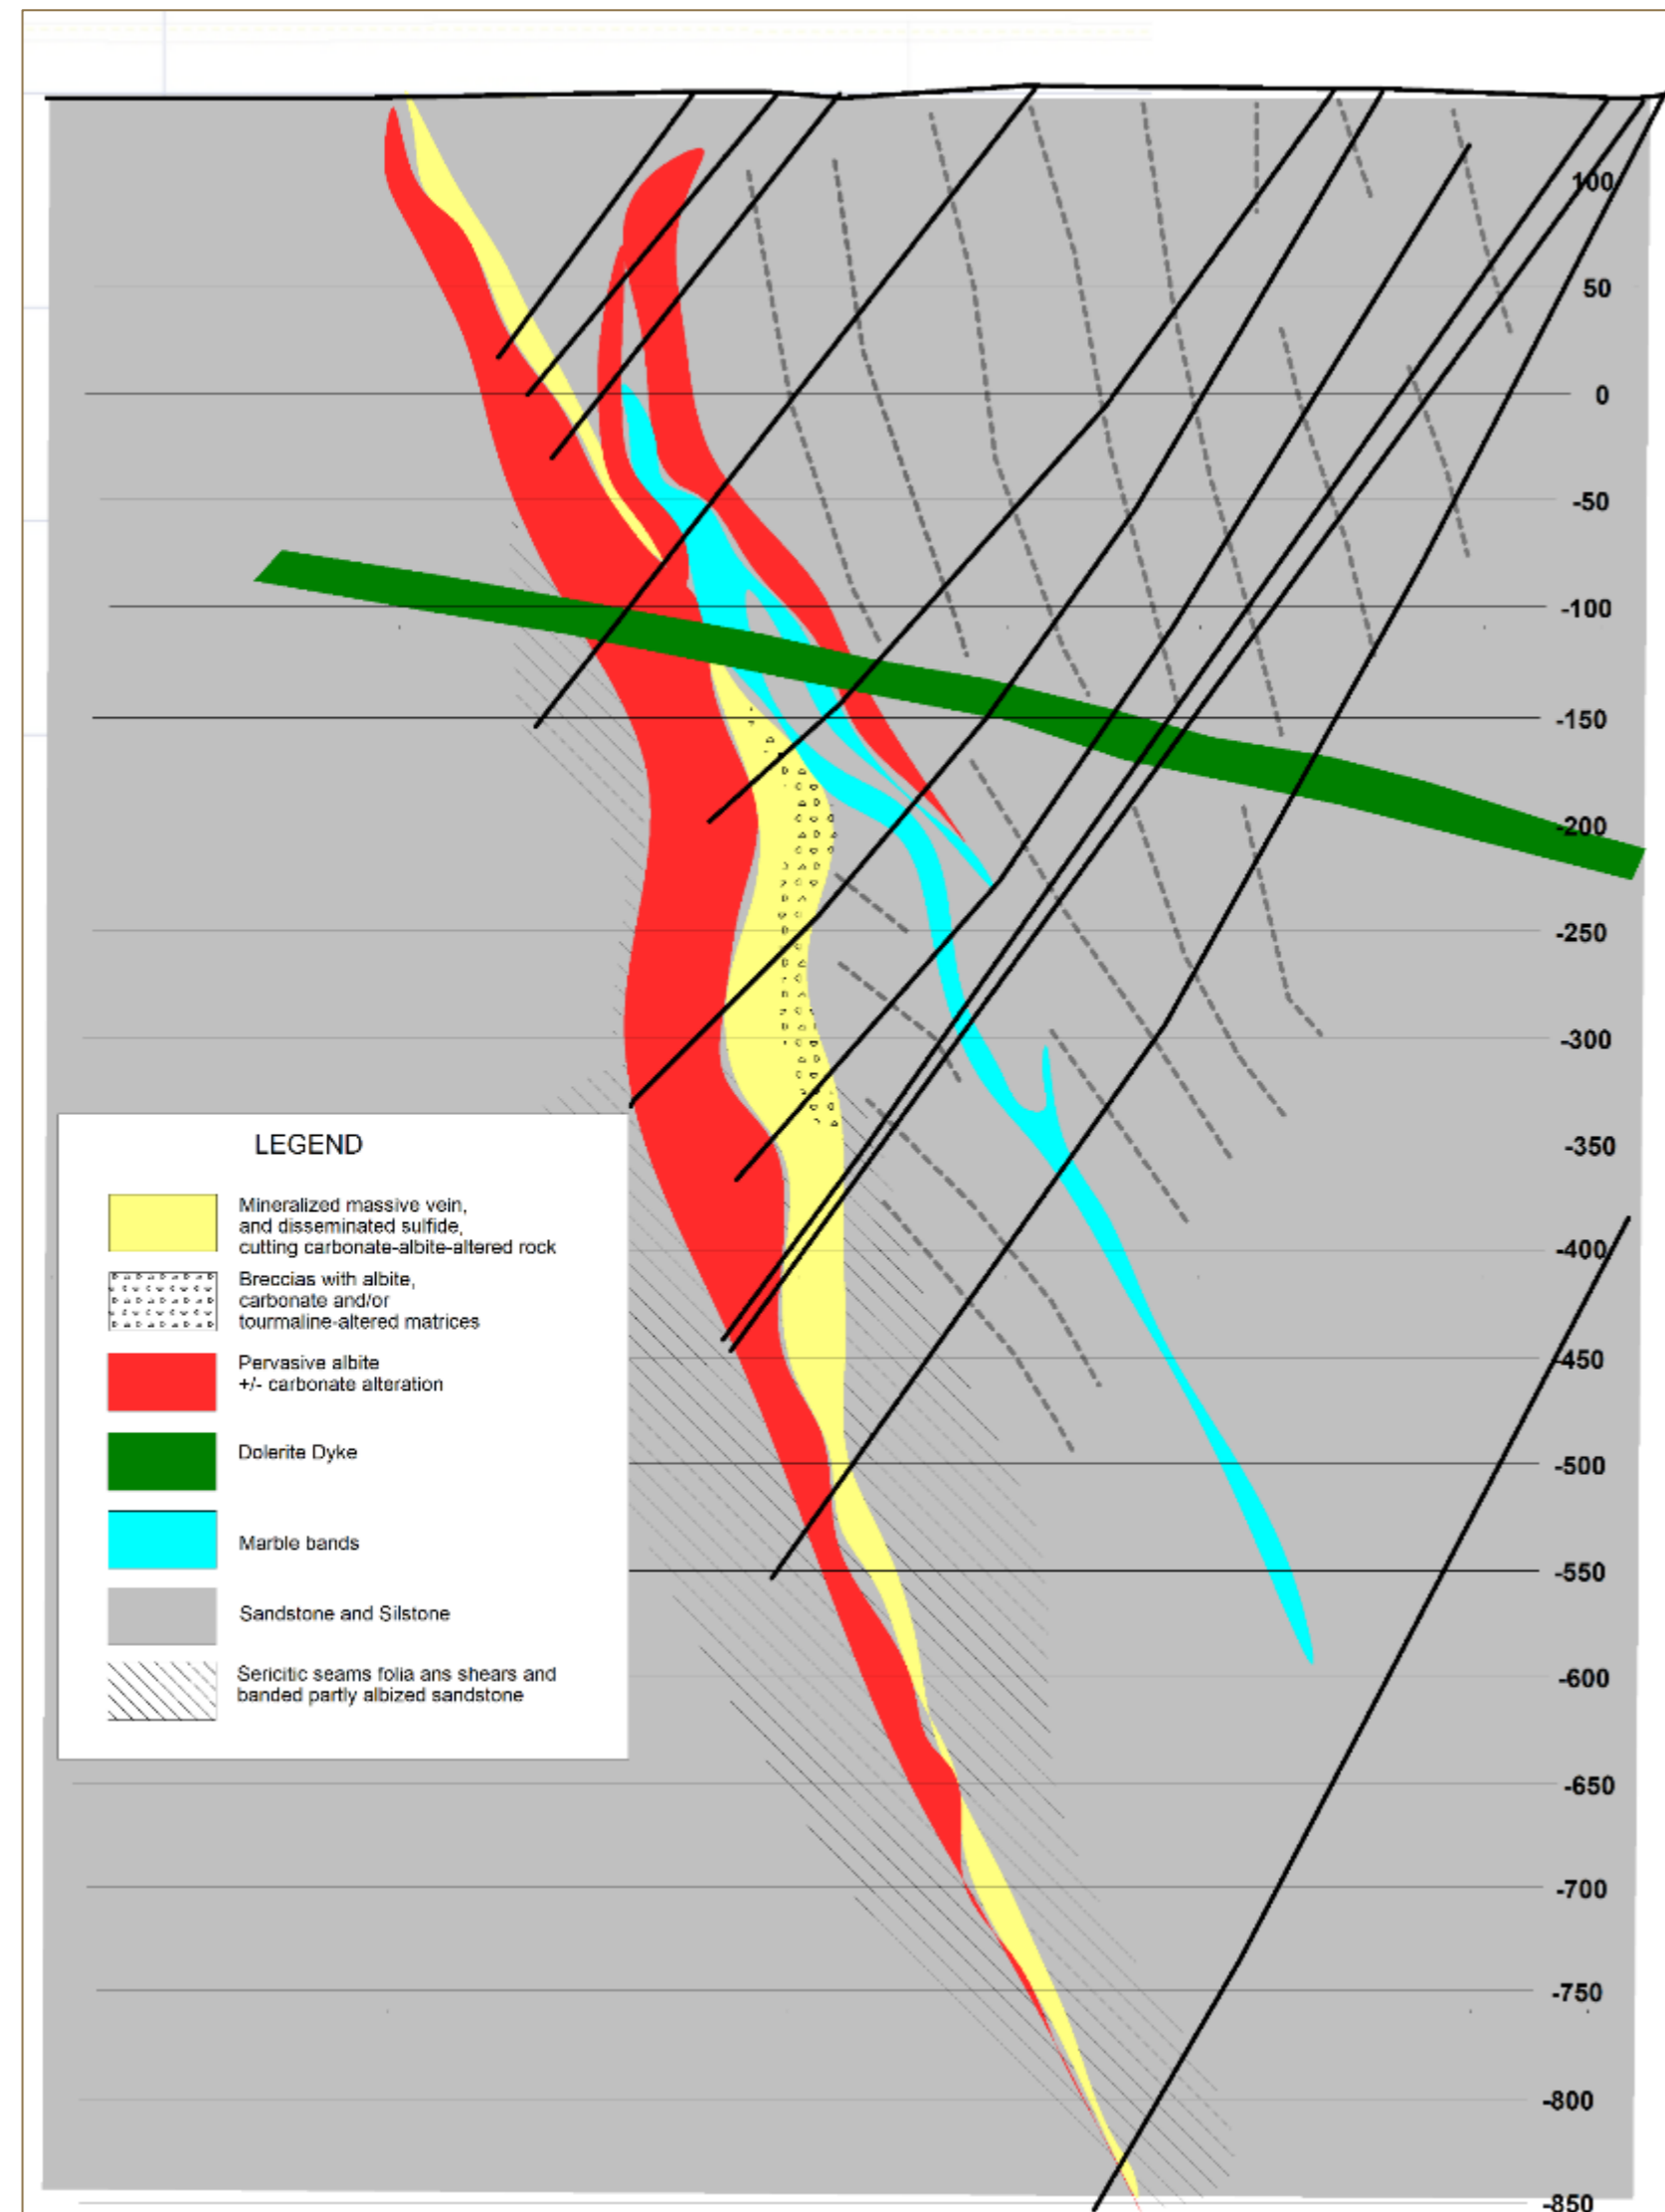 100
50
0
-50
-100
-150
-200
-250
-300
-350
-400
-450
-500
-550
-600
-650
-700
-750
-800
-850
LEGEND
Mineralized massive vein,
and disseminated sulfide,
cutting carbonate-albite-altered rock
Breccias with albite,
carbonate and/or
tourmaline-altered matrices
Pervasive albite
+/- carbonate alteration
Dolerite Dyke
Marble bands
Sandstone and Silstone
Sericitic seams folia ans shears and
banded partly albized sandstone